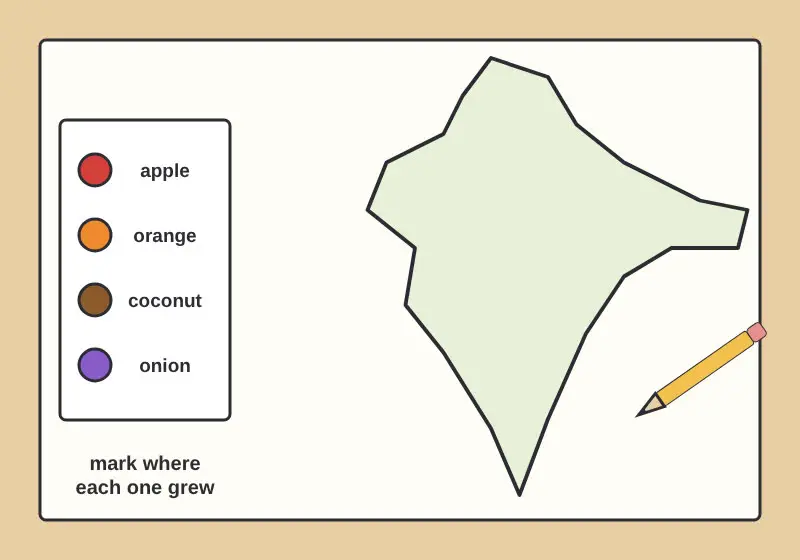 apple
orange
coconut
onion
mark where
each one grew